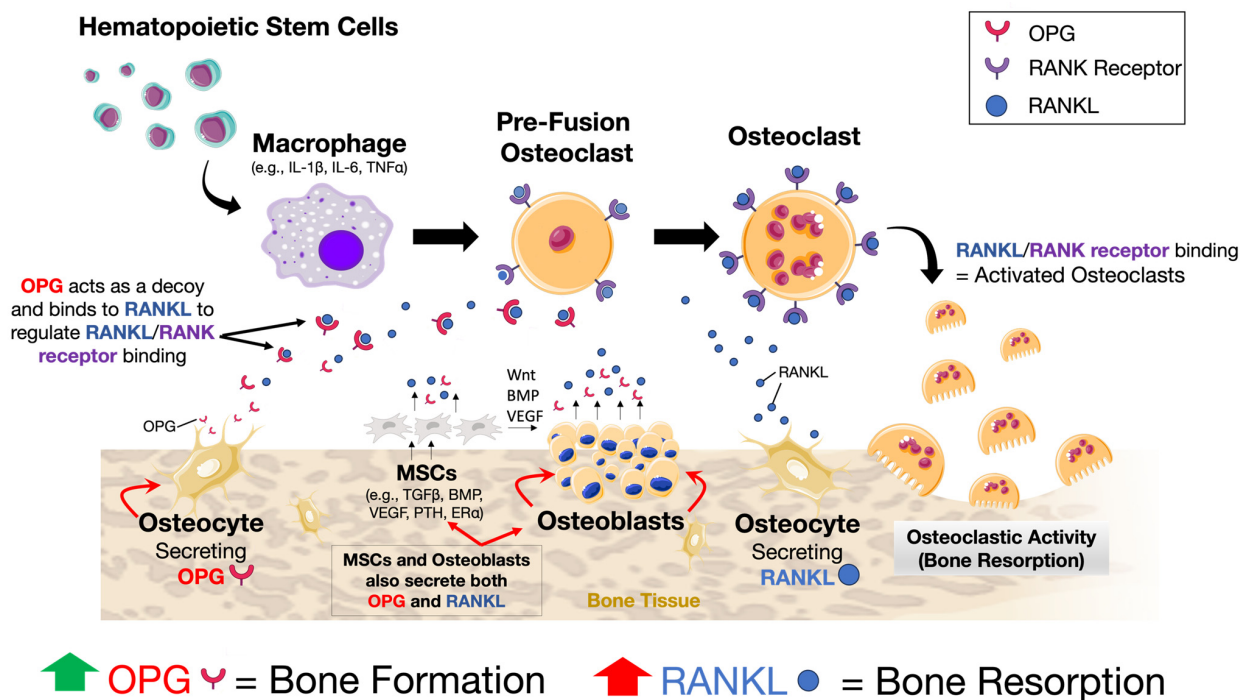 Hematopoietic Stem Cells
OPG
RANK Receptor
RANKL
Macrophage
(e.g., IL-1β, IL-6, TNFα)
Pre-Fusion
Osteoclast
Osteoclast
RANKL/RANK receptor binding
= Activated Osteoclasts
OPG acts as a decoy
and binds to RANKL to
regulate RANKL/RANK
receptor binding
OPG
Wnt
BMP
VEGF
RANKL
MSCs
(e.g., TGFβ, BMP,
VEGF, PTH, ERα)
Osteocyte
Secreting
OPG
Osteoblasts
Osteocyte
Secreting
RANKL
Osteoclastic Activity
(Bone Resorption)
MSCs and Osteoblasts
also secrete both
OPG and RANKL
Bone Tissue
OPG = Bone Formation
RANKL = Bone Resorption